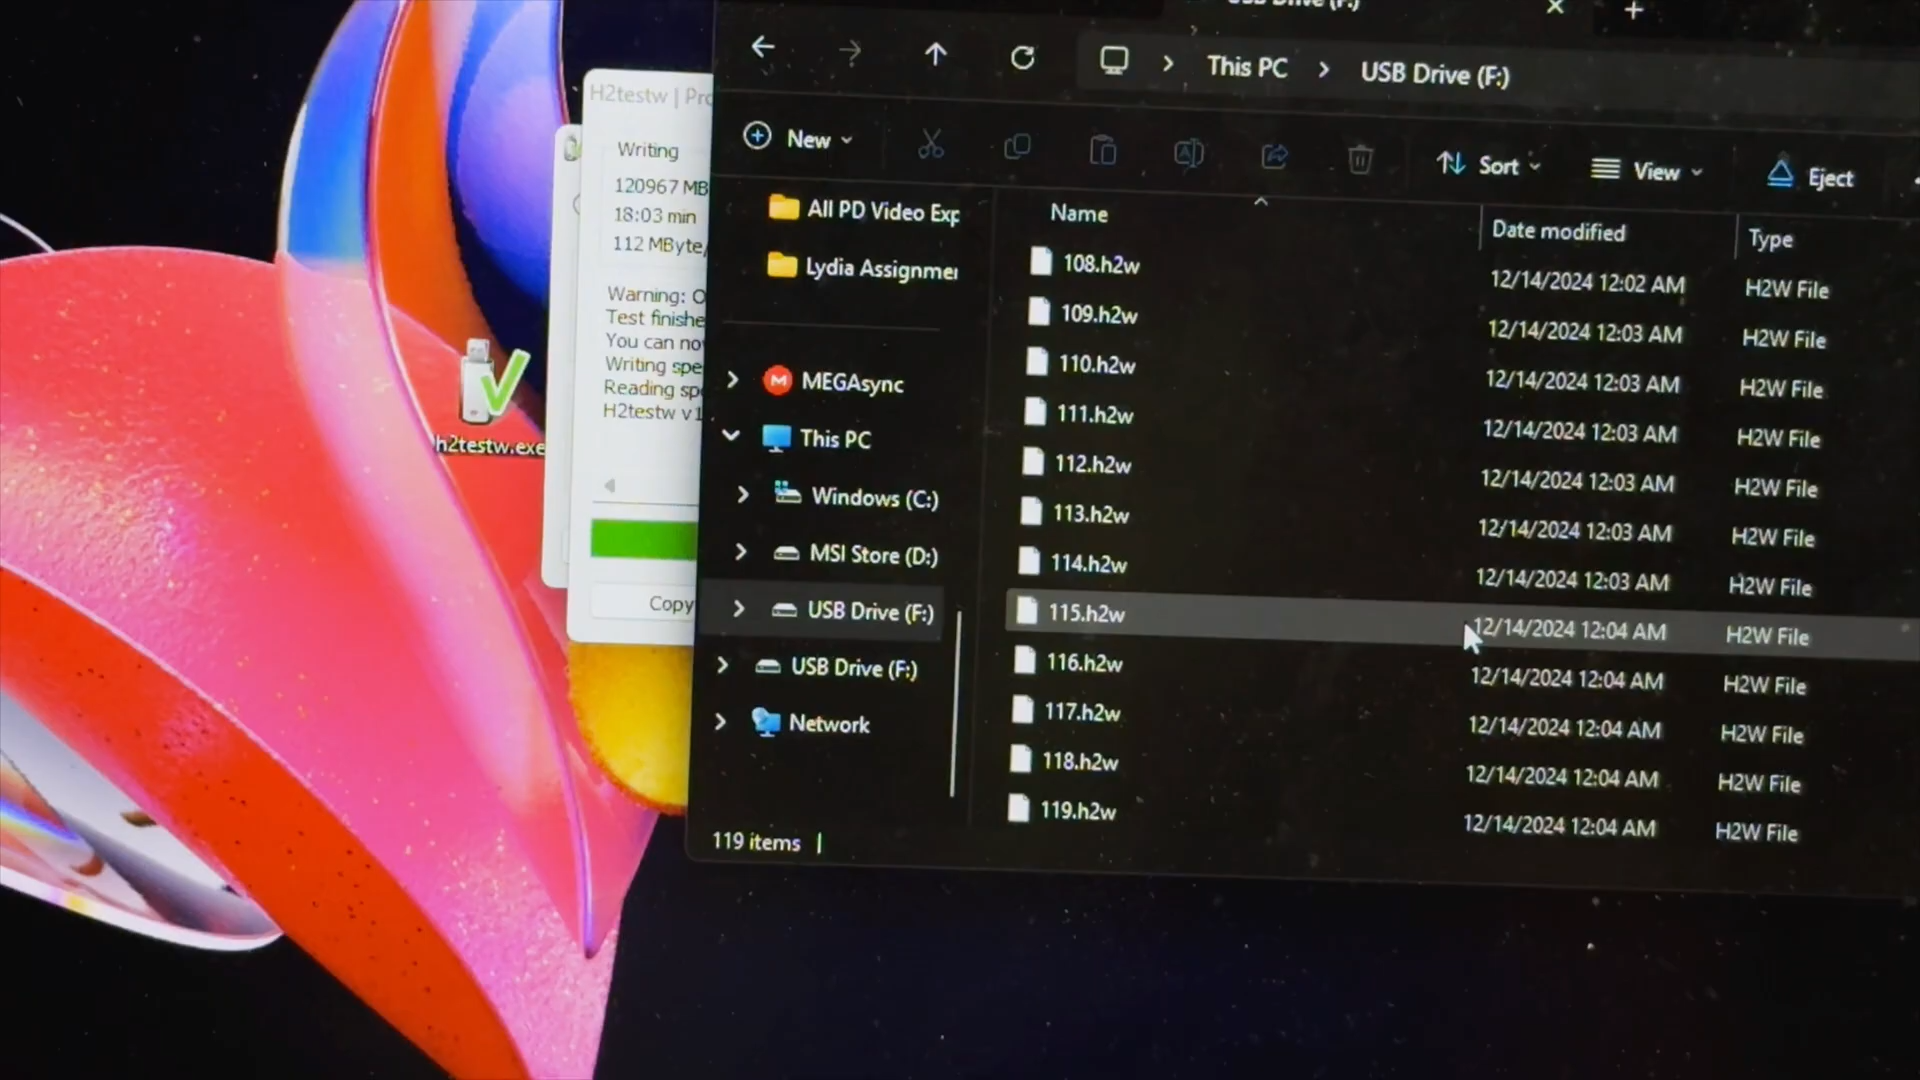 USB Drive (F:)
This PC > USB Drive (F:)
New
Sort
View
Eject
H2testw | Pro
Writing
120967 MB
18:03 min
112 MByte/
Warning: O
Test finishe
You can no
Writing spe
Reading sp
H2testw v1
Copy
h2testw.exe
All PD Video Exp
Lydia Assignmer
MEGAsync
This PC
Windows (C:)
MSI Store (D:)
USB Drive (F:)
USB Drive (F:)
Network
119 items
Name Date modified Type
108.h2w 12/14/2024 12:02 AM H2W File
109.h2w 12/14/2024 12:03 AM H2W File
110.h2w 12/14/2024 12:03 AM H2W File
111.h2w 12/14/2024 12:03 AM H2W File
112.h2w 12/14/2024 12:03 AM H2W File
113.h2w 12/14/2024 12:03 AM H2W File
114.h2w 12/14/2024 12:03 AM H2W File
115.h2w 12/14/2024 12:04 AM H2W File
116.h2w 12/14/2024 12:04 AM H2W File
117.h2w 12/14/2024 12:04 AM H2W File
118.h2w 12/14/2024 12:04 AM H2W File
119.h2w 12/14/2024 12:04 AM H2W File